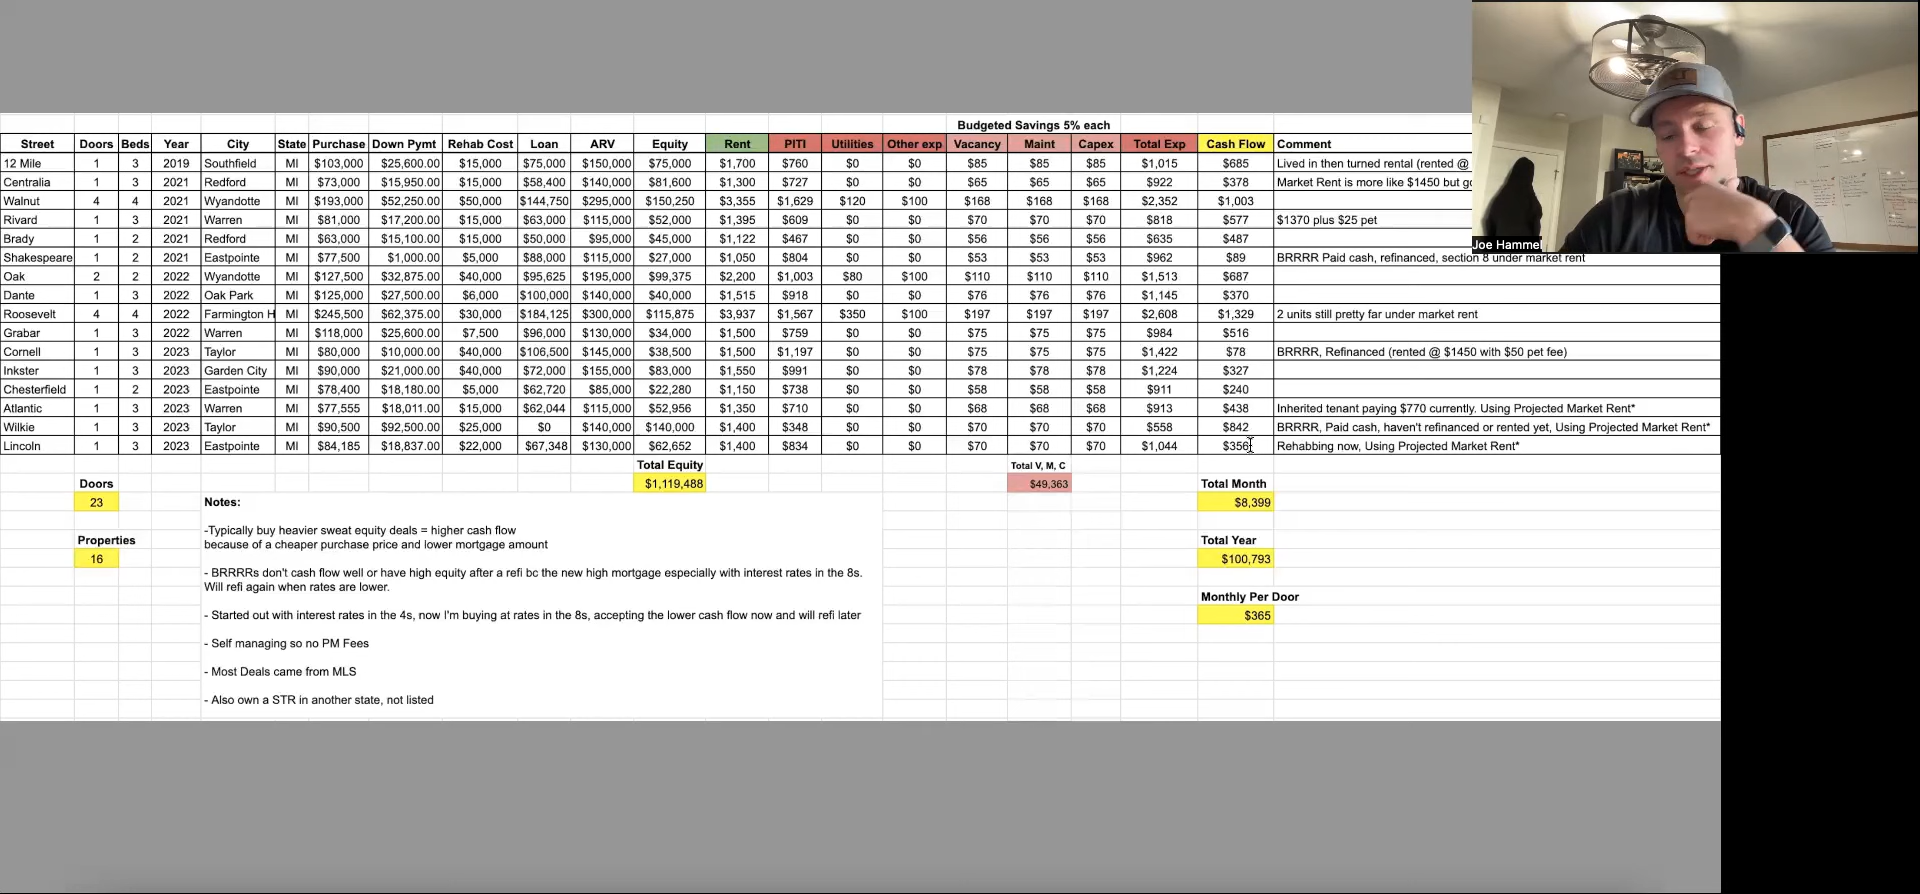 Budgeted Savings 5% each
Street Doors Beds Year City State Purchase Down Pymt Rehab Cost Loan ARV Equity Rent PITI Utilities Other exp Vacancy Maint Capex Total Exp Cash Flow Comment
12 Mile 1 3 2019 Southfield MI $103,000 $25,600.00 $15,000 $75,000 $150,000 $75,000 $1,700 $760 $0 $0 $85 $85 $85 $1,015 $685 Lived in then turned rental (rented @
Centralia 1 3 2021 Redford MI $73,000 $15,950.00 $15,000 $58,400 $140,000 $81,600 $1,300 $727 $0 $0 $65 $65 $65 $922 $378 Market Rent is more like $1450 but go
Walnut 4 4 2021 Wyandotte MI $193,000 $52,250.00 $50,000 $144,750 $295,000 $150,250 $3,355 $1,629 $120 $100 $168 $168 $168 $2,352 $1,003
Rivard 1 3 2021 Warren MI $81,000 $17,200.00 $15,000 $63,000 $115,000 $52,000 $1,395 $609 $0 $0 $70 $70 $70 $818 $577 $1370 plus $25 pet
Brady 1 2 2021 Redford MI $63,000 $15,100.00 $15,000 $50,000 $95,000 $45,000 $1,122 $467 $0 $0 $56 $56 $56 $635 $487
Joe Hammel
Shakespeare 1 2 2021 Eastpointe MI $77,500 $1,000.00 $5,000 $88,000 $115,000 $27,000 $1,050 $804 $0 $0 $53 $53 $53 $962 $89 BRRRR Paid cash, refinanced, section 8 under market rent
Oak 2 2 2022 Wyandotte MI $127,500 $32,875.00 $40,000 $95,625 $195,000 $99,375 $2,200 $1,003 $80 $100 $110 $110 $110 $1,513 $687
Dante 1 3 2022 Oak Park MI $125,000 $27,500.00 $6,000 $100,000 $140,000 $40,000 $1,515 $918 $0 $0 $76 $76 $76 $1,145 $370
Roosevelt 4 4 2022 Farmington H MI $245,500 $62,375.00 $30,000 $184,125 $300,000 $115,875 $3,937 $1,567 $350 $100 $197 $197 $197 $2,608 $1,329 2 units still pretty far under market rent
Grabar 1 3 2022 Warren MI $118,000 $25,600.00 $7,500 $96,000 $130,000 $34,000 $1,500 $759 $0 $0 $75 $75 $75 $984 $516
Cornell 1 3 2023 Taylor MI $80,000 $10,000.00 $40,000 $106,500 $145,000 $38,500 $1,500 $1,197 $0 $0 $75 $75 $75 $1,422 $78 BRRRR, Refinanced (rented @ $1450 with $50 pet fee)
Inkster 1 3 2023 Garden City MI $90,000 $21,000.00 $40,000 $72,000 $155,000 $83,000 $1,550 $991 $0 $0 $78 $78 $78 $1,224 $327
Chesterfield 1 2 2023 Eastpointe MI $78,400 $18,180.00 $5,000 $62,720 $85,000 $22,280 $1,150 $738 $0 $0 $58 $58 $58 $911 $240
Atlantic 1 3 2023 Warren MI $77,555 $18,011.00 $15,000 $62,044 $115,000 $52,956 $1,350 $710 $0 $0 $68 $68 $68 $913 $438 Inherited tenant paying $770 currently. Using Projected Market Rent*
Wilkie 1 3 2023 Taylor MI $90,500 $92,500.00 $25,000 $0 $140,000 $140,000 $1,400 $348 $0 $0 $70 $70 $70 $558 $842 BRRRR, Paid cash, haven't refinanced or rented yet, Using Projected Market Rent*
Lincoln 1 3 2023 Eastpointe MI $84,185 $18,837.00 $22,000 $67,348 $130,000 $62,652 $1,400 $834 $0 $0 $70 $70 $70 $1,044 $356 Rehabbing now, Using Projected Market Rent*
Total Equity Total V, M, C
Doors $1,119,488 $49,363 Total Month
23 Notes: $8,399
-Typically buy heavier sweat equity deals = higher cash flow
because of a cheaper purchase price and lower mortgage amount
Properties Total Year
16 $100,793
- BRRRRs don't cash flow well or have high equity after a refi bc the new high mortgage especially with interest rates in the 8s.
Will refi again when rates are lower.
Monthly Per Door
- Started out with interest rates in the 4s, now I'm buying at rates in the 8s, accepting the lower cash flow now and will refi later
$365
- Self managing so no PM Fees
- Most Deals came from MLS
- Also own a STR in another state, not listed